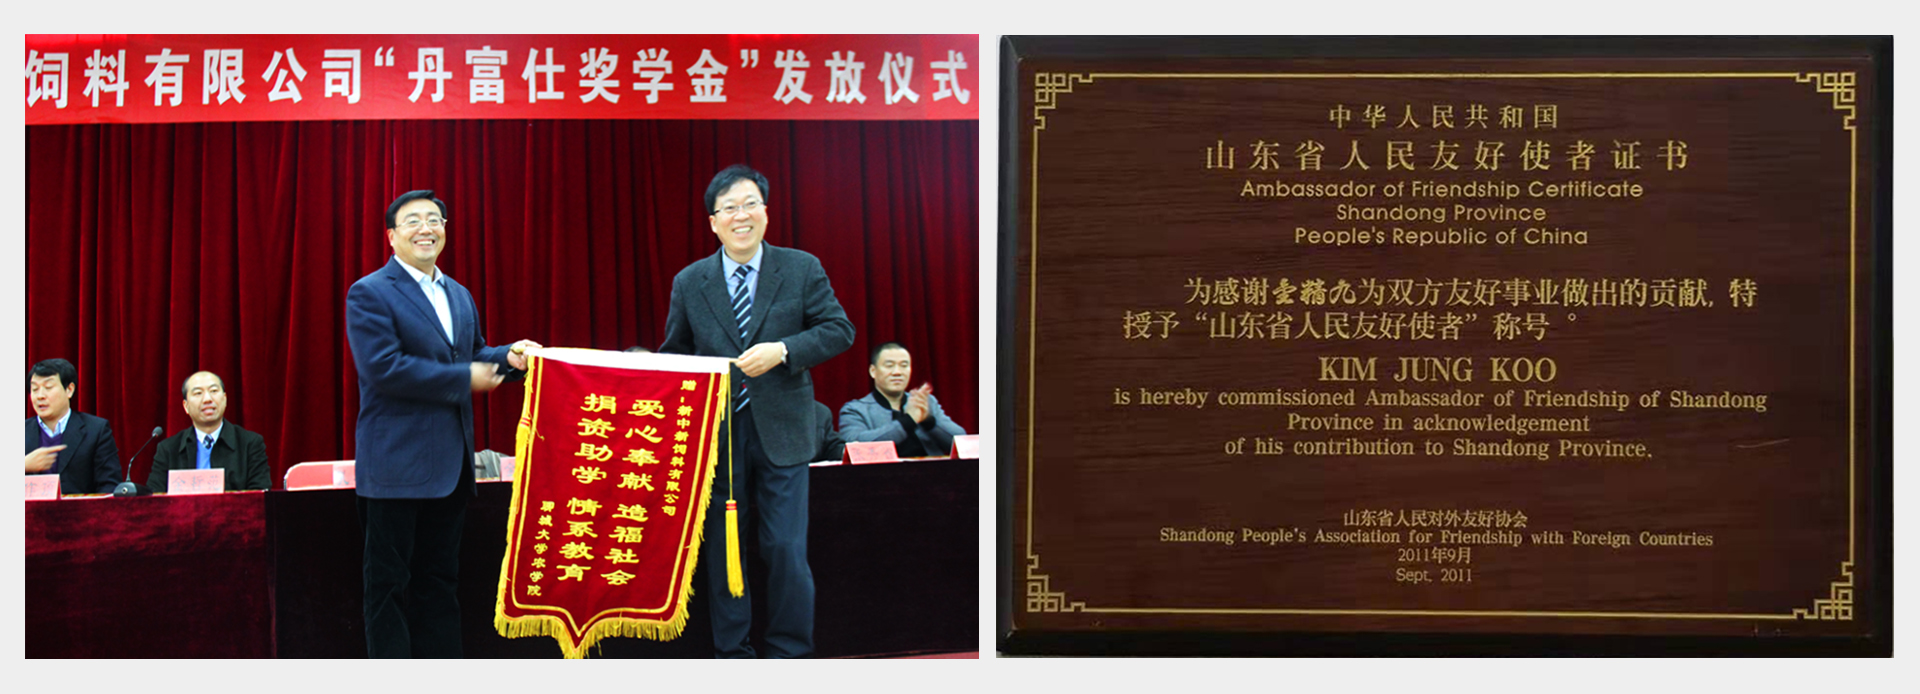 饲料有限公司“丹富仕奖学金”发放仪式
赠：新中新饲料有限公司
爱心奉献 造福社会
捐资助学 情系教育
聊城大学农学院
中华人民共和国
山东省人民友好使者证书
Ambassador of Friendship Certificate
Shandong Province
People's Republic of China
为感谢金精九为双方友好事业做出的贡献，特
授予“山东省人民友好使者”称号。
KIM JUNG KOO
is hereby commissioned Ambassador of Friendship of Shandong
Province in acknowledgement
of his contribution to Shandong Province.
山东省人民对外友好协会
Shandong People's Association for Friendship with Foreign Countries
2011年9月
Sept, 2011